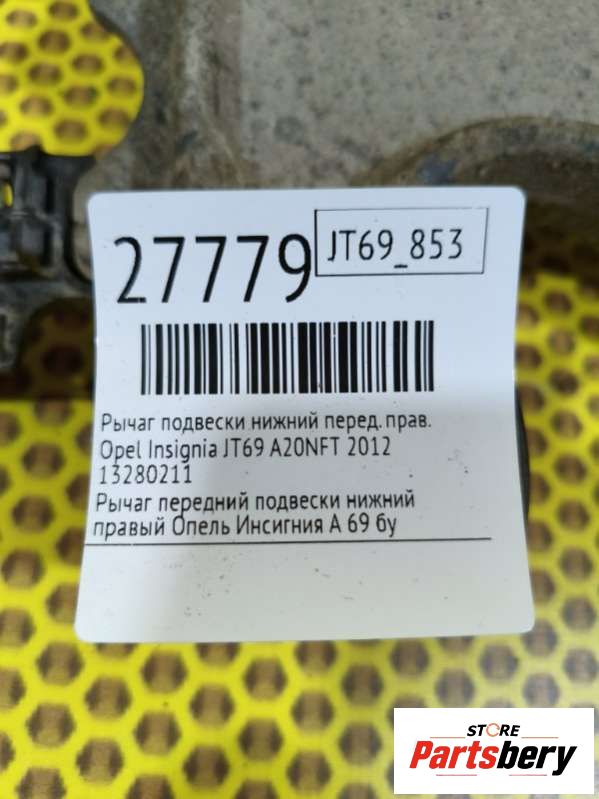 27779
JT69_853
Рычаг подвески нижний перед. прав.
Opel Insignia JT69 A20NFT 2012
13280211
Рычаг передний подвески нижний
правый Опель Инсигния А 69 бу
STORE
Partsbery